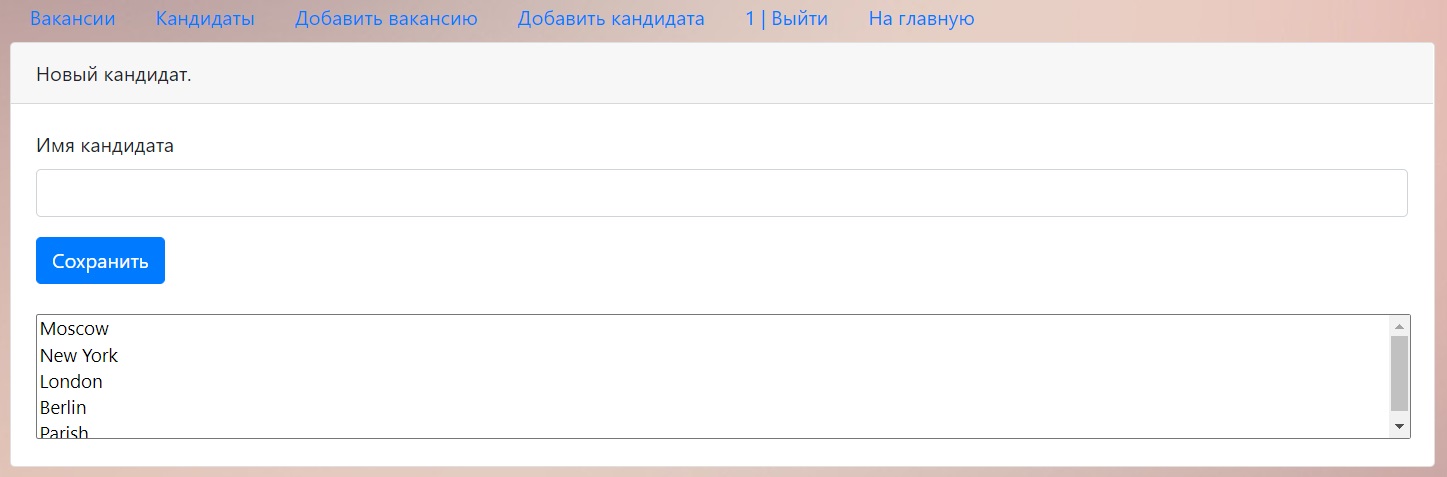 Вакансии Кандидаты Добавить вакансию Добавить кандидата 1 | Выйти На главную
Новый кандидат.
Имя кандидата
Сохранить
Moscow
New York
London
Berlin
Parish